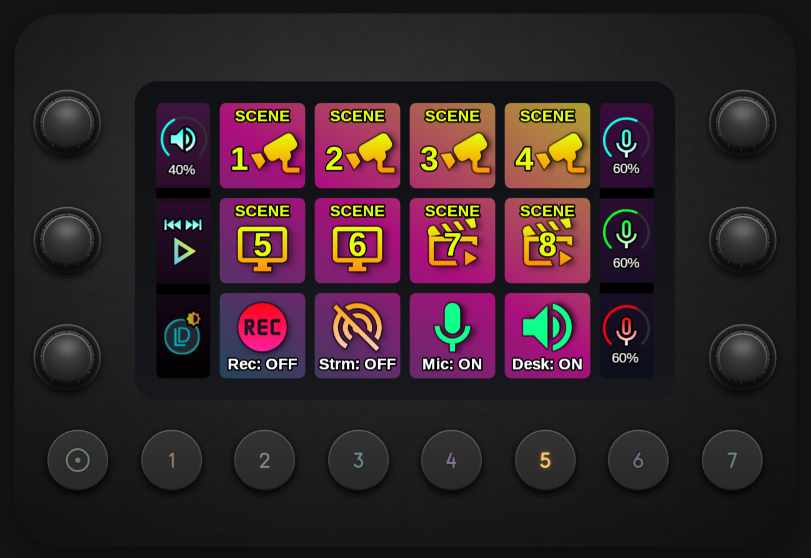 SCENE
1
SCENE
2
SCENE
3
SCENE
4
40%
60%
SCENE
5
SCENE
6
SCENE
7
SCENE
8
60%
LD
REC
Rec: OFF
Strm: OFF
Mic: ON
Desk: ON
60%
1
2
3
4
5
6
7